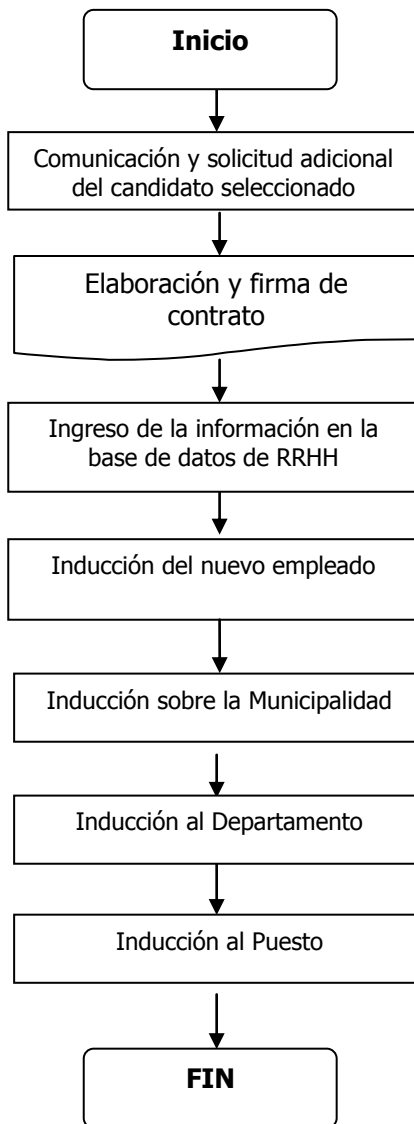 Inicio
Comunicación y solicitud adicional
del candidato seleccionado
Elaboración y firma de
contrato
Ingreso de la información en la
base de datos de RRHH
Inducción del nuevo empleado
Inducción sobre la Municipalidad
Inducción al Departamento
Inducción al Puesto
FIN